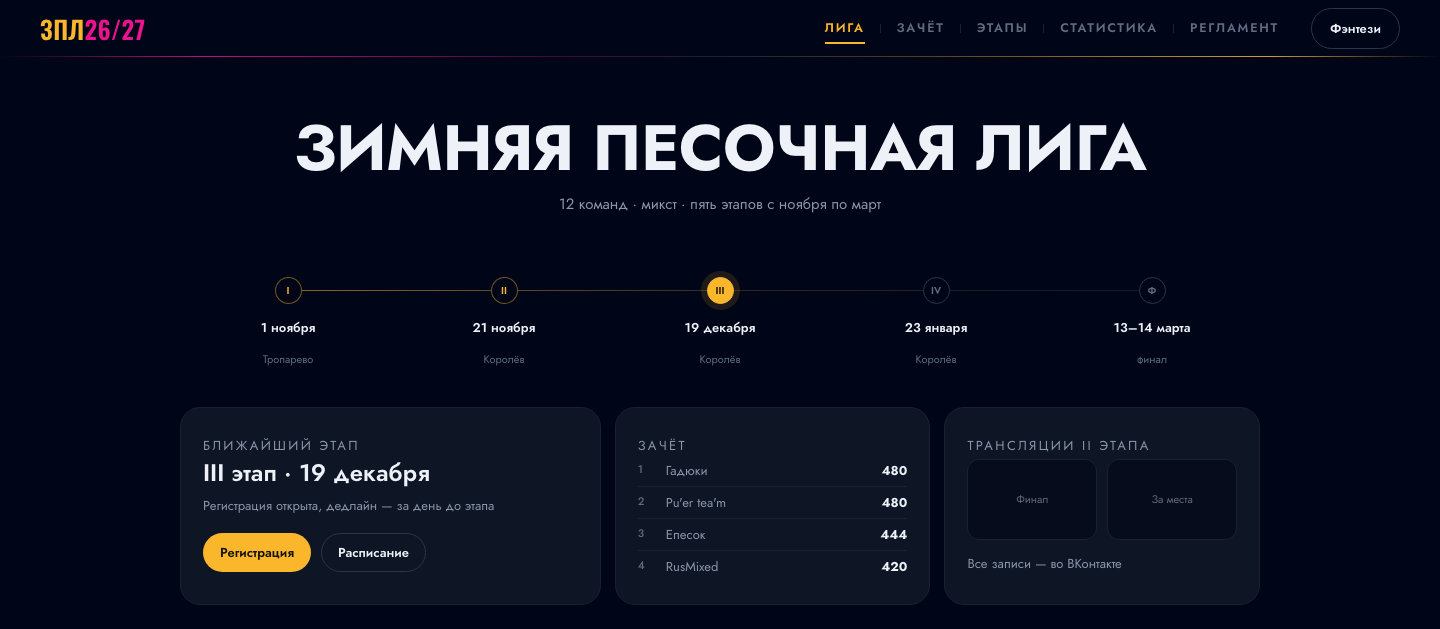 ЗПЛ26/27
ЛИГА
ЗАЧЁТ
ЭТАПЫ
СТАТИСТИКА
РЕГЛАМЕНТ
Фэнтези
ЗИМНЯЯ ПЕСОЧНАЯ ЛИГА
12 команд · микст · пять этапов с ноября по март
I
II
III
IV
Ф
1 ноября
21 ноября
19 декабря
23 января
13–14 марта
Тропарево
Королёв
Королёв
Королёв
финал
БЛИЖАЙШИЙ ЭТАП
III этап · 19 декабря
Регистрация открыта, дедлайн — за день до этапа
Регистрация
Расписание
ЗАЧЁТ
1 Гадюки 480
2 Pu'er tea'm 480
3 Епесок 444
4 RusMixed 420
ТРАНСЛЯЦИИ II ЭТАПА
Финал
За места
Все записи — во ВКонтакте